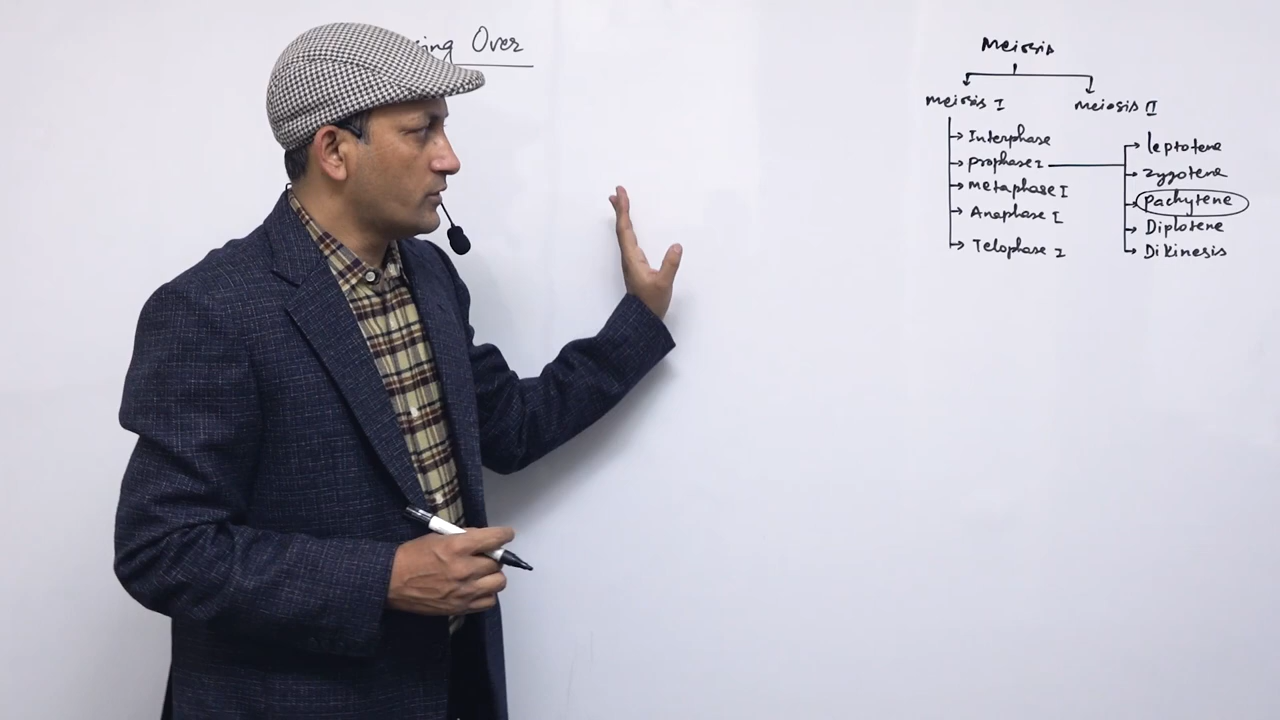 ing Over
Meiosis
meiosis I
meiosis II
Interphase
prophase I
metaphase I
Anaphase I
Telophase I
leptotene
zygotene
Pachytene
Diplotene
Dikinesis